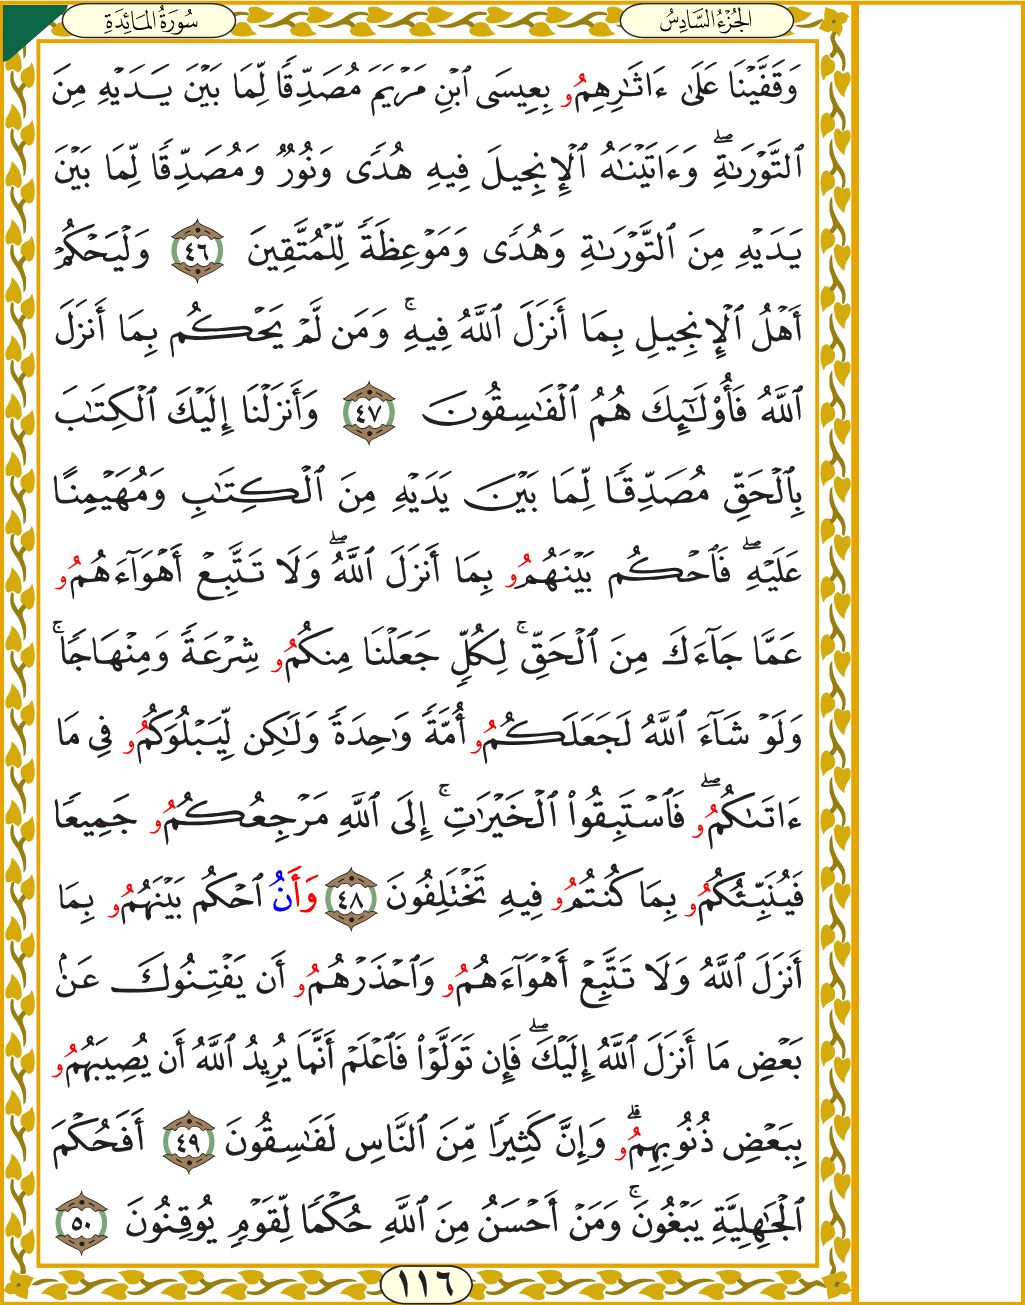 الجُزْءُ السَّادِسُ
سُورَةُ المَائِدَةِ
وَقَفَّيْنَا عَلَىٰٓ ءَاثَٰرِهِمُو بِعِيسَى ٱبْنِ مَرْيَمَ مُصَدِّقًا لِّمَا بَيْنَ يَدَيْهِ مِنَ
ٱلتَّوْرَىٰةِۖ وَءَاتَيْنَٰهُ ٱلْإِنجِيلَ فِيهِ هُدًى وَنُورٌ وَمُصَدِّقًا لِّمَا بَيْنَ
يَدَيْهِ مِنَ ٱلتَّوْرَىٰةِ وَهُدًى وَمَوْعِظَةً لِّلْمُتَّقِينَ ٤٦ وَلْيَحْكُمْ
أَهْلُ ٱلْإِنجِيلِ بِمَا أَنزَلَ ٱللَّهُ فِيهِۚ وَمَن لَّمْ يَحْكُم بِمَا أَنزَلَ
ٱللَّهُ فَأُوْلَٰٓئِكَ هُمُ ٱلْفَٰسِقُونَ ٤٧ وَأَنزَلْنَا إِلَيْكَ ٱلْكِتَٰبَ
بِٱلْحَقِّ مُصَدِّقًا لِّمَا بَيْنَ يَدَيْهِ مِنَ ٱلْكِتَٰبِ وَمُهَيْمِنًا
عَلَيْهِۖ فَٱحْكُم بَيْنَهُمُو بِمَا أَنزَلَ ٱللَّهُۖ وَلَا تَتَّبِعْ أَهْوَآءَهُمُو
عَمَّا جَآءَكَ مِنَ ٱلْحَقِّۚ لِكُلٍّ جَعَلْنَا مِنكُمُو شِرْعَةً وَمِنْهَاجًاۚ
وَلَوْ شَآءَ ٱللَّهُ لَجَعَلَكُمُو أُمَّةً وَٰحِدَةً وَلَٰكِن لِّيَبْلُوَكُمُو فِي مَا
ءَاتَىٰكُمُوۖ فَٱسْتَبِقُواْ ٱلْخَيْرَٰتِۚ إِلَى ٱللَّهِ مَرْجِعُكُمُو جَمِيعًا
فَيُنَبِّئُكُمُو بِمَا كُنتُمُو فِيهِ تَخْتَلِفُونَ ٤٨ وَأَنُ ٱحْكُم بَيْنَهُمُو بِمَا
أَنزَلَ ٱللَّهُ وَلَا تَتَّبِعْ أَهْوَآءَهُمُو وَٱحْذَرْهُمُو أَن يَفْتِنُوكَ عَنۢ
بَعْضِ مَا أَنزَلَ ٱللَّهُ إِلَيْكَۖ فَإِن تَوَلَّوْاْ فَٱعْلَمْ أَنَّمَا يُرِيدُ ٱللَّهُ أَن يُصِيبَهُمُو
بِبَعْضِ ذُنُوبِهِمُوۗ وَإِنَّ كَثِيرًا مِّنَ ٱلنَّاسِ لَفَٰسِقُونَ ٤٩ أَفَحُكْمَ
ٱلْجَٰهِلِيَّةِ يَبْغُونَۚ وَمَنْ أَحْسَنُ مِنَ ٱللَّهِ حُكْمًا لِّقَوْمٍ يُوقِنُونَ ٥٠
١١٦